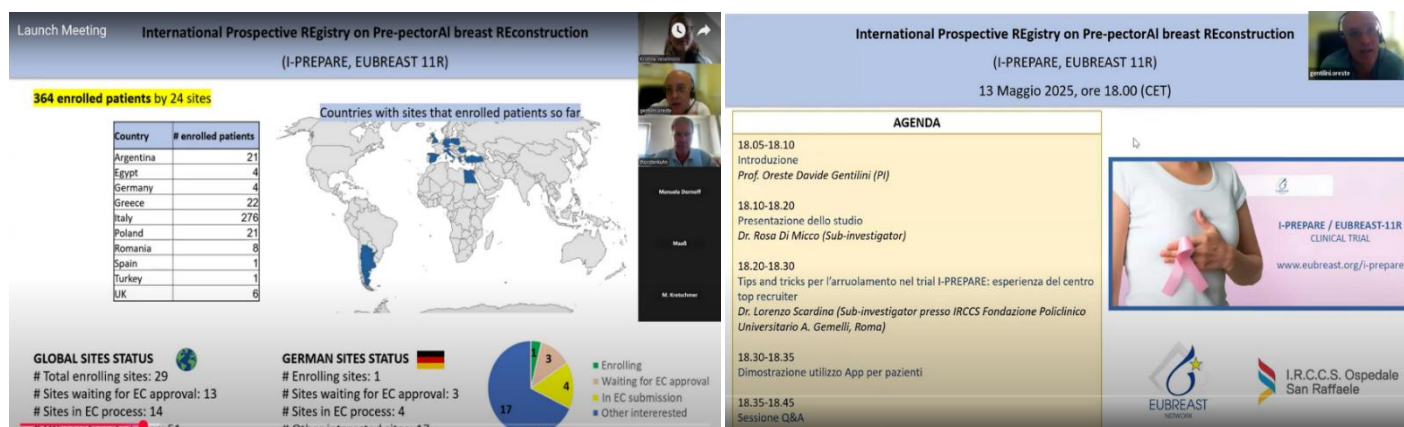 Launch Meeting
International Prospective REgistry on Pre-pectorAl breast REconstruction
(I-PREPARE, EUBREAST 11R)
364 enrolled patients by 24 sites
Countries with sites that enrolled patients so far
Country # enrolled patients
Argentina 21
Egypt 4
Germany 4
Greece 22
Italy 276
Poland 21
Romania 8
Spain 1
Turkey 1
UK 6
gentilini.oreste
thorstenkuhn
Manuela Dornoff
Maaß
M. Kretschmer
GLOBAL SITES STATUS
# Total enrolling sites: 29
# Sites waiting for EC approval: 13
# Sites in EC process: 14
GERMAN SITES STATUS
# Enrolling sites: 1
# Sites waiting for EC approval: 3
# Sites in EC process: 4
1
3
4
17
Enrolling
Waiting for EC approval
In EC submission
Other intererested
International Prospective REgistry on Pre-pectorAl breast REconstruction
(I-PREPARE, EUBREAST 11R)
13 Maggio 2025, ore 18.00 (CET)
gentilini.oreste
AGENDA
18.05-18.10
Introduzione
Prof. Oreste Davide Gentilini (PI)
18.10-18.20
Presentazione dello studio
Dr. Rosa Di Micco (Sub-investigator)
18.20-18.30
Tips and tricks per l'arruolamento nel trial I-PREPARE: esperienza del centro
top recruiter
Dr. Lorenzo Scardina (Sub-investigator presso IRCCS Fondazione Policlinico
Universitario A. Gemelli, Roma)
18.30-18.35
Dimostrazione utilizzo App per pazienti
18.35-18.45
Sessione Q&A
I-PREPARE / EUBREAST-11R
CLINICAL TRIAL
www.eubreast.org/i-prepare
EUBREAST
NETWORK
I.R.C.C.S. Ospedale
San Raffaele